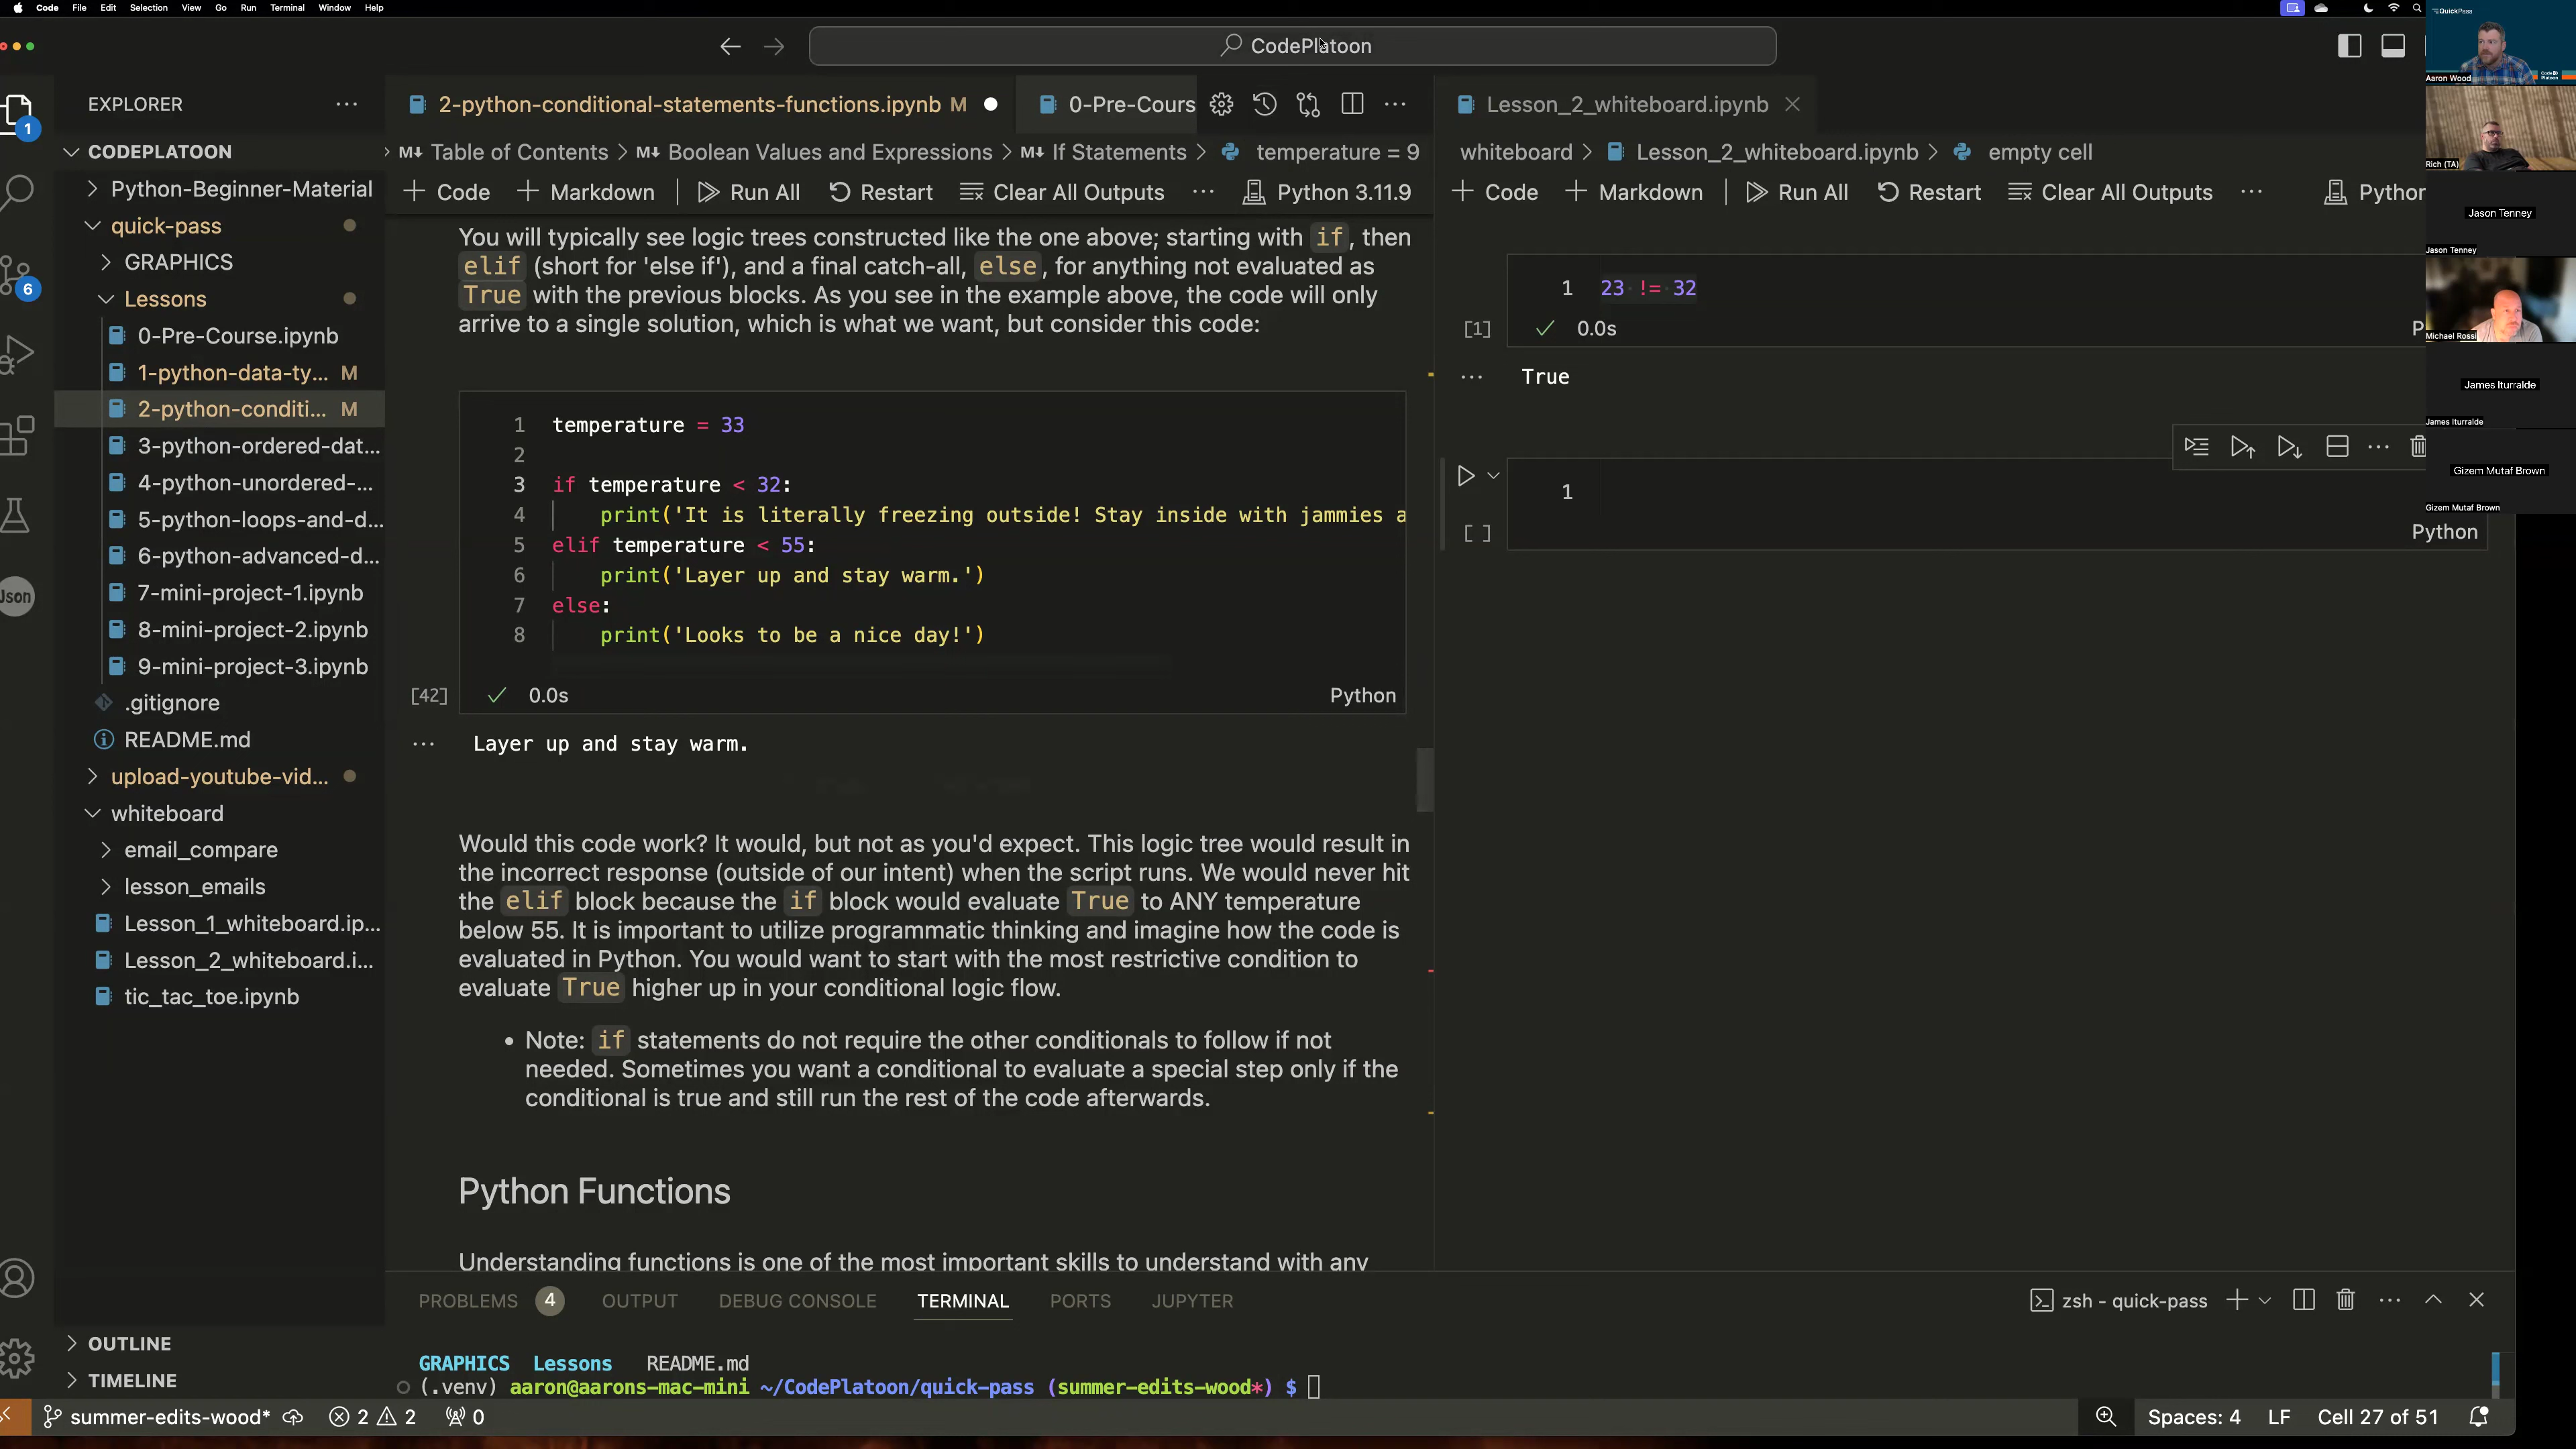 Code File Edit Selection View Go Run Terminal Window Help
CodePlatoon
EXPLORER
CODEPLATOON
Python-Beginner-Material
quick-pass
GRAPHICS
Lessons
0-Pre-Course.ipynb
1-python-data-ty... M
2-python-conditi... M
3-python-ordered-dat...
4-python-unordered-...
5-python-loops-and-d...
6-python-advanced-d...
7-mini-project-1.ipynb
8-mini-project-2.ipynb
9-mini-project-3.ipynb
.gitignore
README.md
upload-youtube-vid...
whiteboard
email_compare
lesson_emails
Lesson_1_whiteboard.ip...
Lesson_2_whiteboard.i...
tic_tac_toe.ipynb
OUTLINE
TIMELINE
1
6
Json
2-python-conditional-statements-functions.ipynb M
0-Pre-Cours
Table of Contents > M↓ Boolean Values and Expressions > M↓ If Statements > temperature = 9
+ Code + Markdown | Run All Restart Clear All Outputs ... Python 3.11.9
You will typically see logic trees constructed like the one above; starting with if, then
elif (short for 'else if'), and a final catch-all, else, for anything not evaluated as
True with the previous blocks. As you see in the example above, the code will only
arrive to a single solution, which is what we want, but consider this code:
1 temperature = 33
2
3 if temperature < 32:
4 print('It is literally freezing outside! Stay inside with jammies a
5 elif temperature < 55:
6 print('Layer up and stay warm.')
7 else:
8 print('Looks to be a nice day!')
[42] 0.0s Python
... Layer up and stay warm.
Would this code work? It would, but not as you'd expect. This logic tree would result in
the incorrect response (outside of our intent) when the script runs. We would never hit
the elif block because the if block would evaluate True to ANY temperature
below 55. It is important to utilize programmatic thinking and imagine how the code is
evaluated in Python. You would want to start with the most restrictive condition to
evaluate True higher up in your conditional logic flow.
• Note: if statements do not require the other conditionals to follow if not
needed. Sometimes you want a conditional to evaluate a special step only if the
conditional is true and still run the rest of the code afterwards.
Python Functions
Understanding functions is one of the most important skills to understand with any
Lesson_2_whiteboard.ipynb
whiteboard > Lesson_2_whiteboard.ipynb > empty cell
+ Code + Markdown | Run All Restart Clear All Outputs ... Python
1 23 != 32
[1] 0.0s P
... True
1
[ ] Python
QuickPass
Aaron Wood
Code Platoon
Rich (TA)
Jason Tenney
Jason Tenney
Michael Rossi
James Iturralde
James Iturralde
Gizem Mutaf Brown
Gizem Mutaf Brown
PROBLEMS 4 OUTPUT DEBUG CONSOLE TERMINAL PORTS JUPYTER
zsh - quick-pass
GRAPHICS Lessons README.md
(.venv) aaron@aarons-mac-mini ~/CodePlatoon/quick-pass (summer-edits-wood*) $
summer-edits-wood* 2 2 0
Spaces: 4 LF Cell 27 of 51